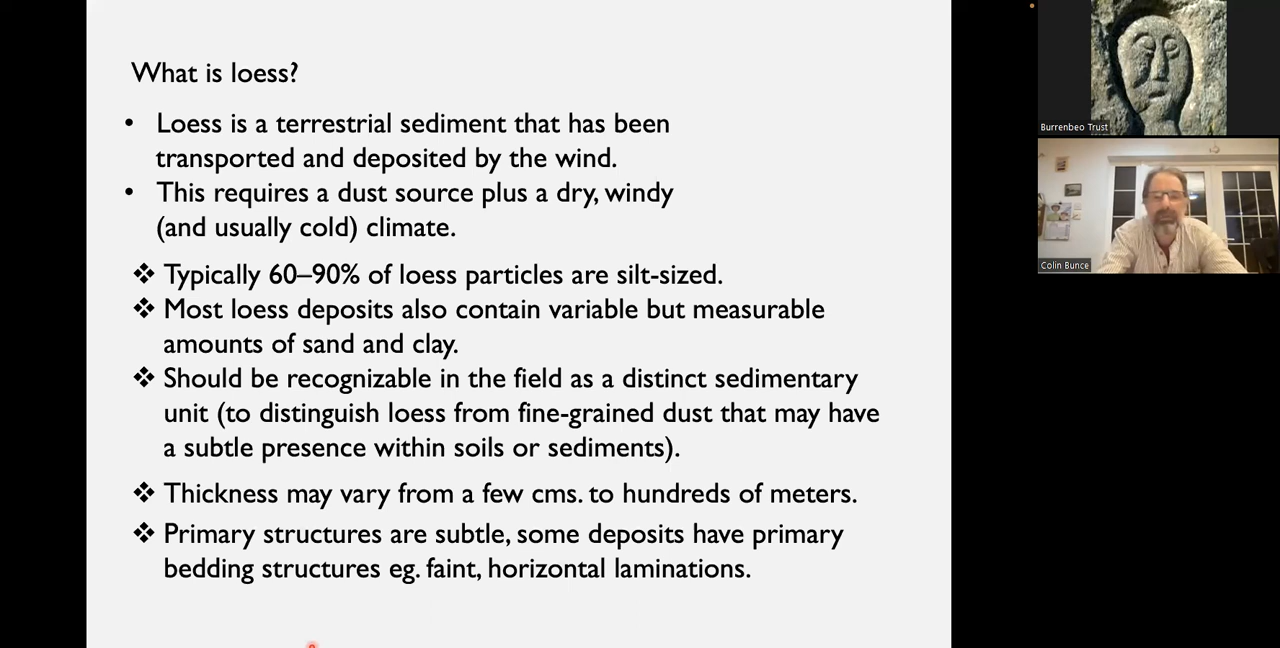 What is loess?
• Loess is a terrestrial sediment that has been
transported and deposited by the wind.
• This requires a dust source plus a dry, windy
(and usually cold) climate.
❖ Typically 60–90% of loess particles are silt-sized.
❖ Most loess deposits also contain variable but measurable
amounts of sand and clay.
❖ Should be recognizable in the field as a distinct sedimentary
unit (to distinguish loess from fine-grained dust that may have
a subtle presence within soils or sediments).
❖ Thickness may vary from a few cms. to hundreds of meters.
❖ Primary structures are subtle, some deposits have primary
bedding structures eg. faint, horizontal laminations.
Burrenbeo Trust
Colin Bunce